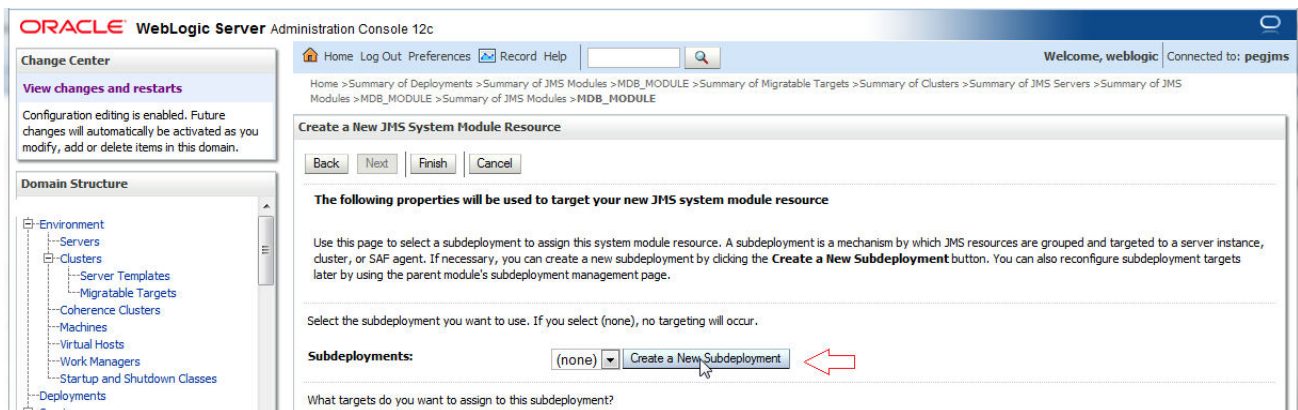 ORACLE WebLogic Server Administration Console 12c
Change Center
View changes and restarts
Configuration editing is enabled. Future
changes will automatically be activated as you
modify, add or delete items in this domain.
Domain Structure
Environment
Servers
Clusters
Server Templates
Migratable Targets
Coherence Clusters
Machines
Virtual Hosts
Work Managers
Startup and Shutdown Classes
Deployments
Home Log Out Preferences Record Help
Welcome, weblogic Connected to: pegjms
Home >Summary of Deployments >Summary of JMS Modules >MDB_MODULE >Summary of Migratable Targets >Summary of Clusters >Summary of JMS Servers >Summary of JMS
Modules >MDB_MODULE >Summary of JMS Modules >MDB_MODULE
Create a New JMS System Module Resource
Back Next Finish Cancel
The following properties will be used to target your new JMS system module resource
Use this page to select a subdeployment to assign this system module resource. A subdeployment is a mechanism by which JMS resources are grouped and targeted to a server instance,
cluster, or SAF agent. If necessary, you can create a new subdeployment by clicking the Create a New Subdeployment button. You can also reconfigure subdeployment targets
later by using the parent module's subdeployment management page.
Select the subdeployment you want to use. If you select (none), no targeting will occur.
Subdeployments: (none) Create a New Subdeployment
What targets do you want to assign to this subdeployment?